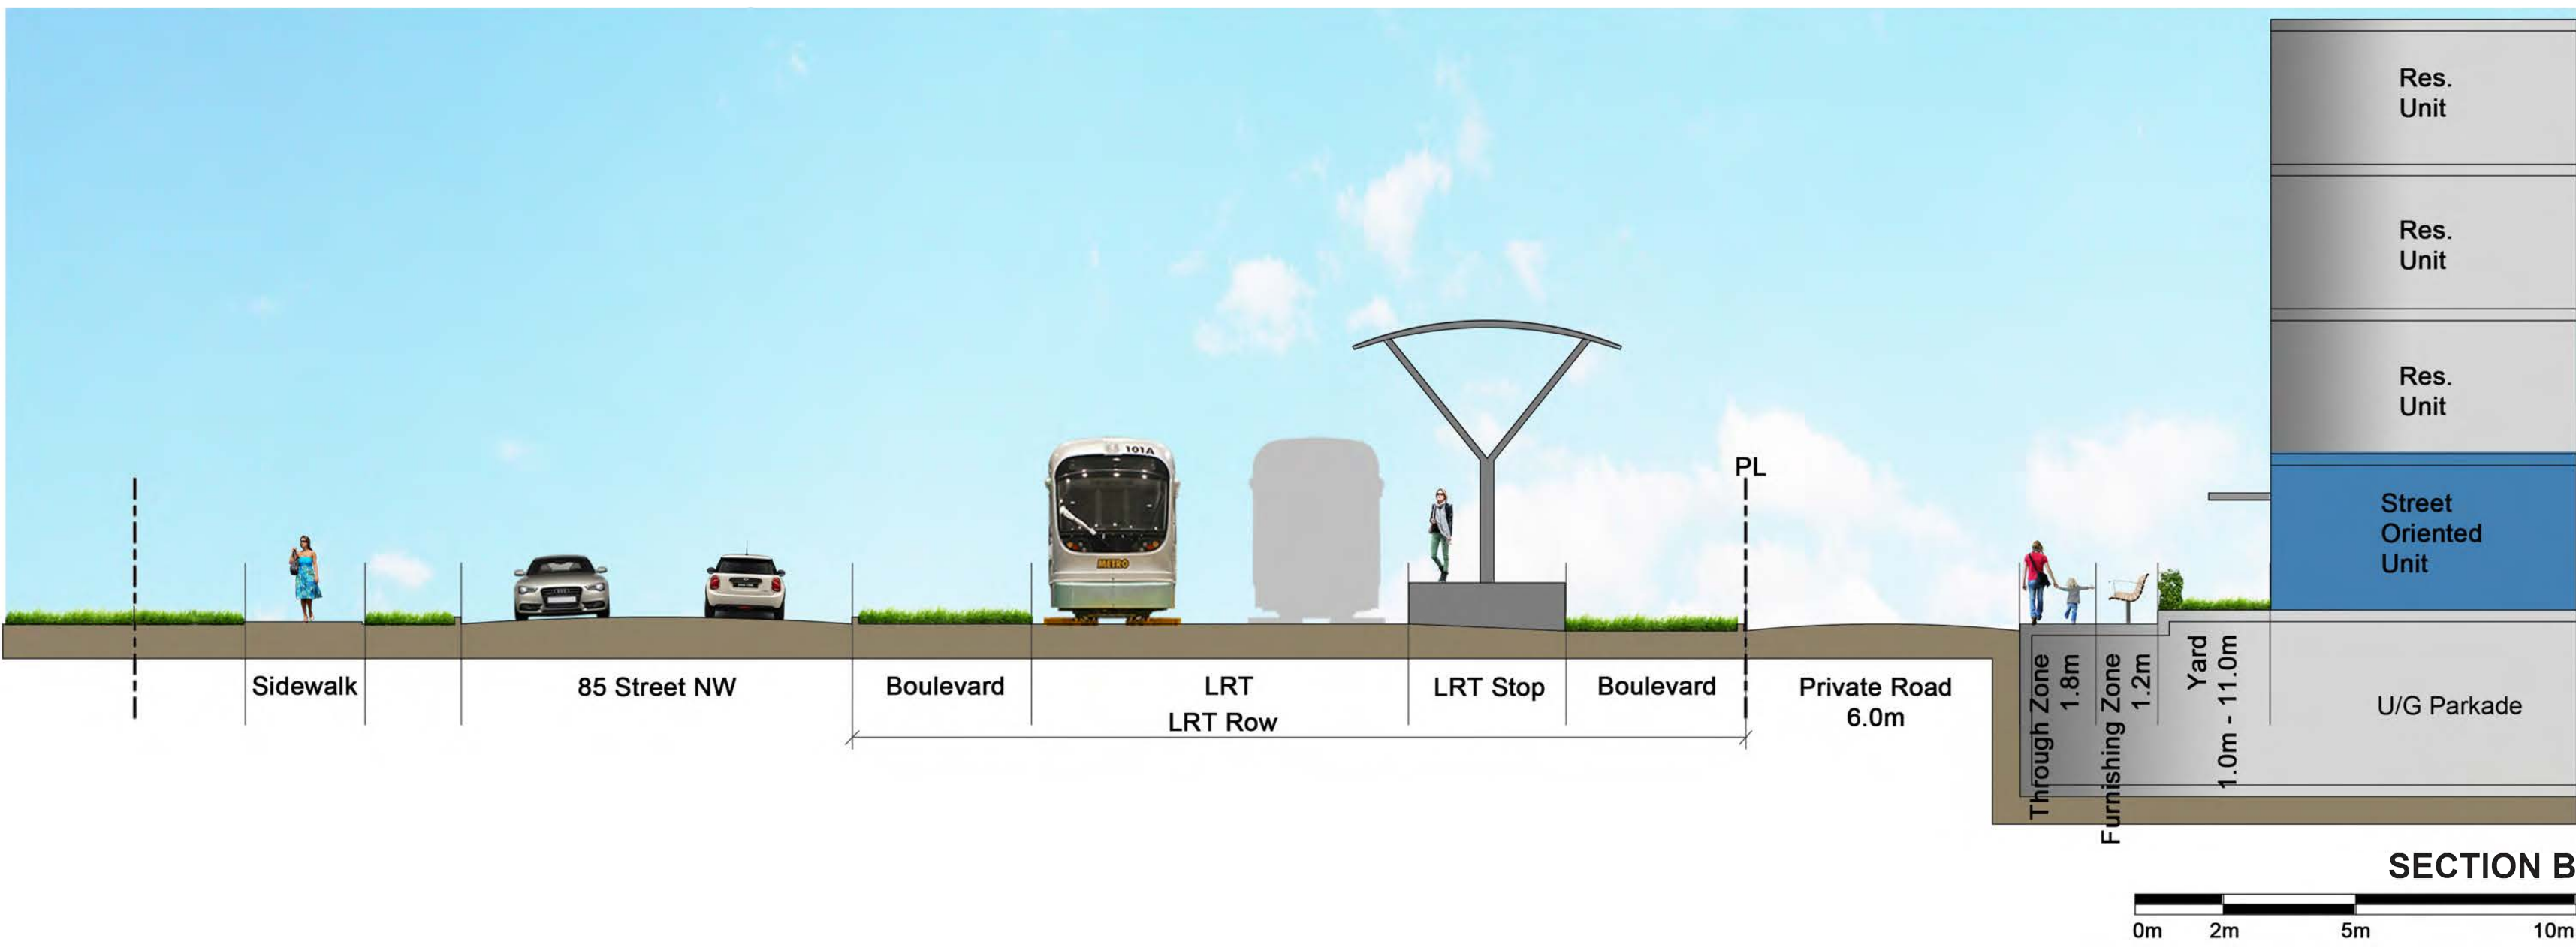 Res.
Unit
Res.
Unit
Res.
Unit
101A
METRO
PL
Street
Oriented
Unit
Sidewalk
85 Street NW
Boulevard
LRT
LRT Row
LRT Stop
Boulevard
Private Road
6.0m
Through Zone
1.8m
Furnishing Zone
1.2m
Yard
1.0m - 11.0m
U/G Parkade
SECTION B
0m 2m 5m 10m